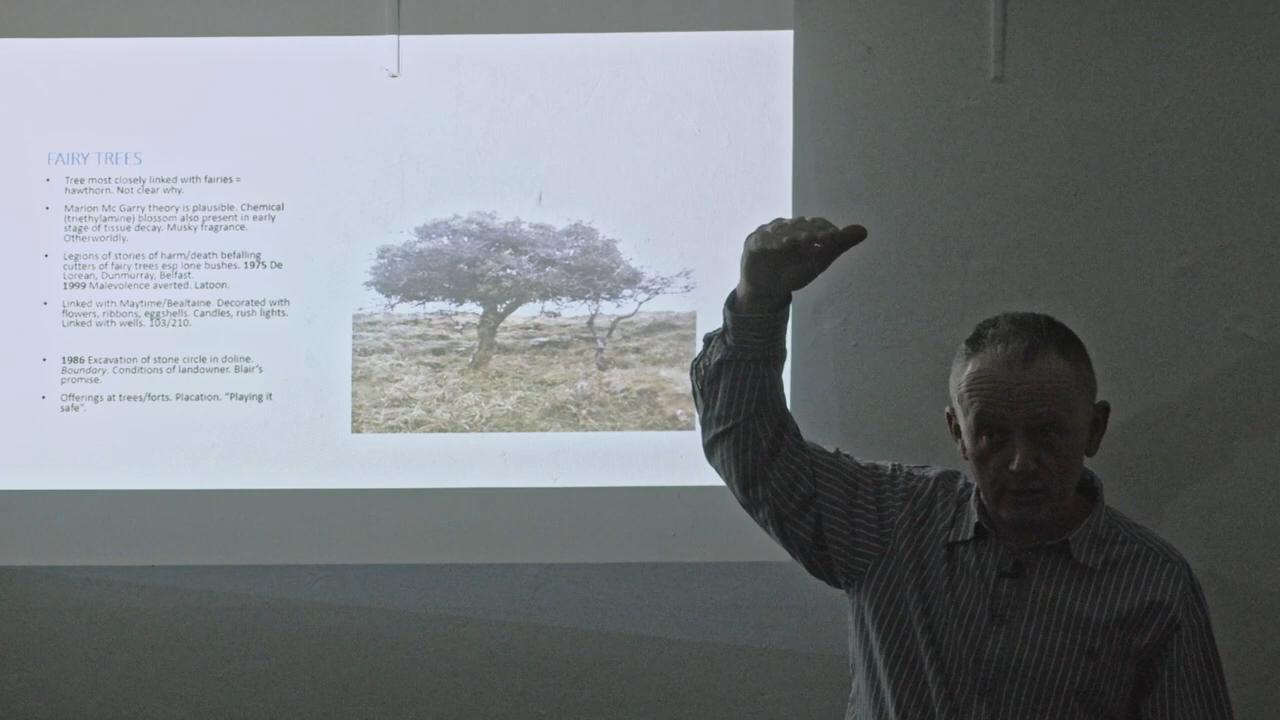 FAIRY TREES
• Tree most closely linked with fairies =
hawthorn. Not clear why.
• Marion Mc Garry theory is plausible. Chemical
(triethylamine) blossom also present in early
stage of tissue decay. Musky fragrance.
Otherworldly.
• Legions of stories of harm/death befalling
cutters of fairy trees esp lone bushes. 1975 De
Lorean, Dunmurray, Belfast.
1999 Malevolence averted. Latoon.
• Linked with Maytime/Bealtaine. Decorated with
flowers, ribbons, eggshells. Candles, rush lights.
Linked with wells. 103/210.
• 1986 Excavation of stone circle in doline.
Boundary. Conditions of landowner. Blair's
promise.
• Offerings at trees/forts. Placation. "Playing it
safe".